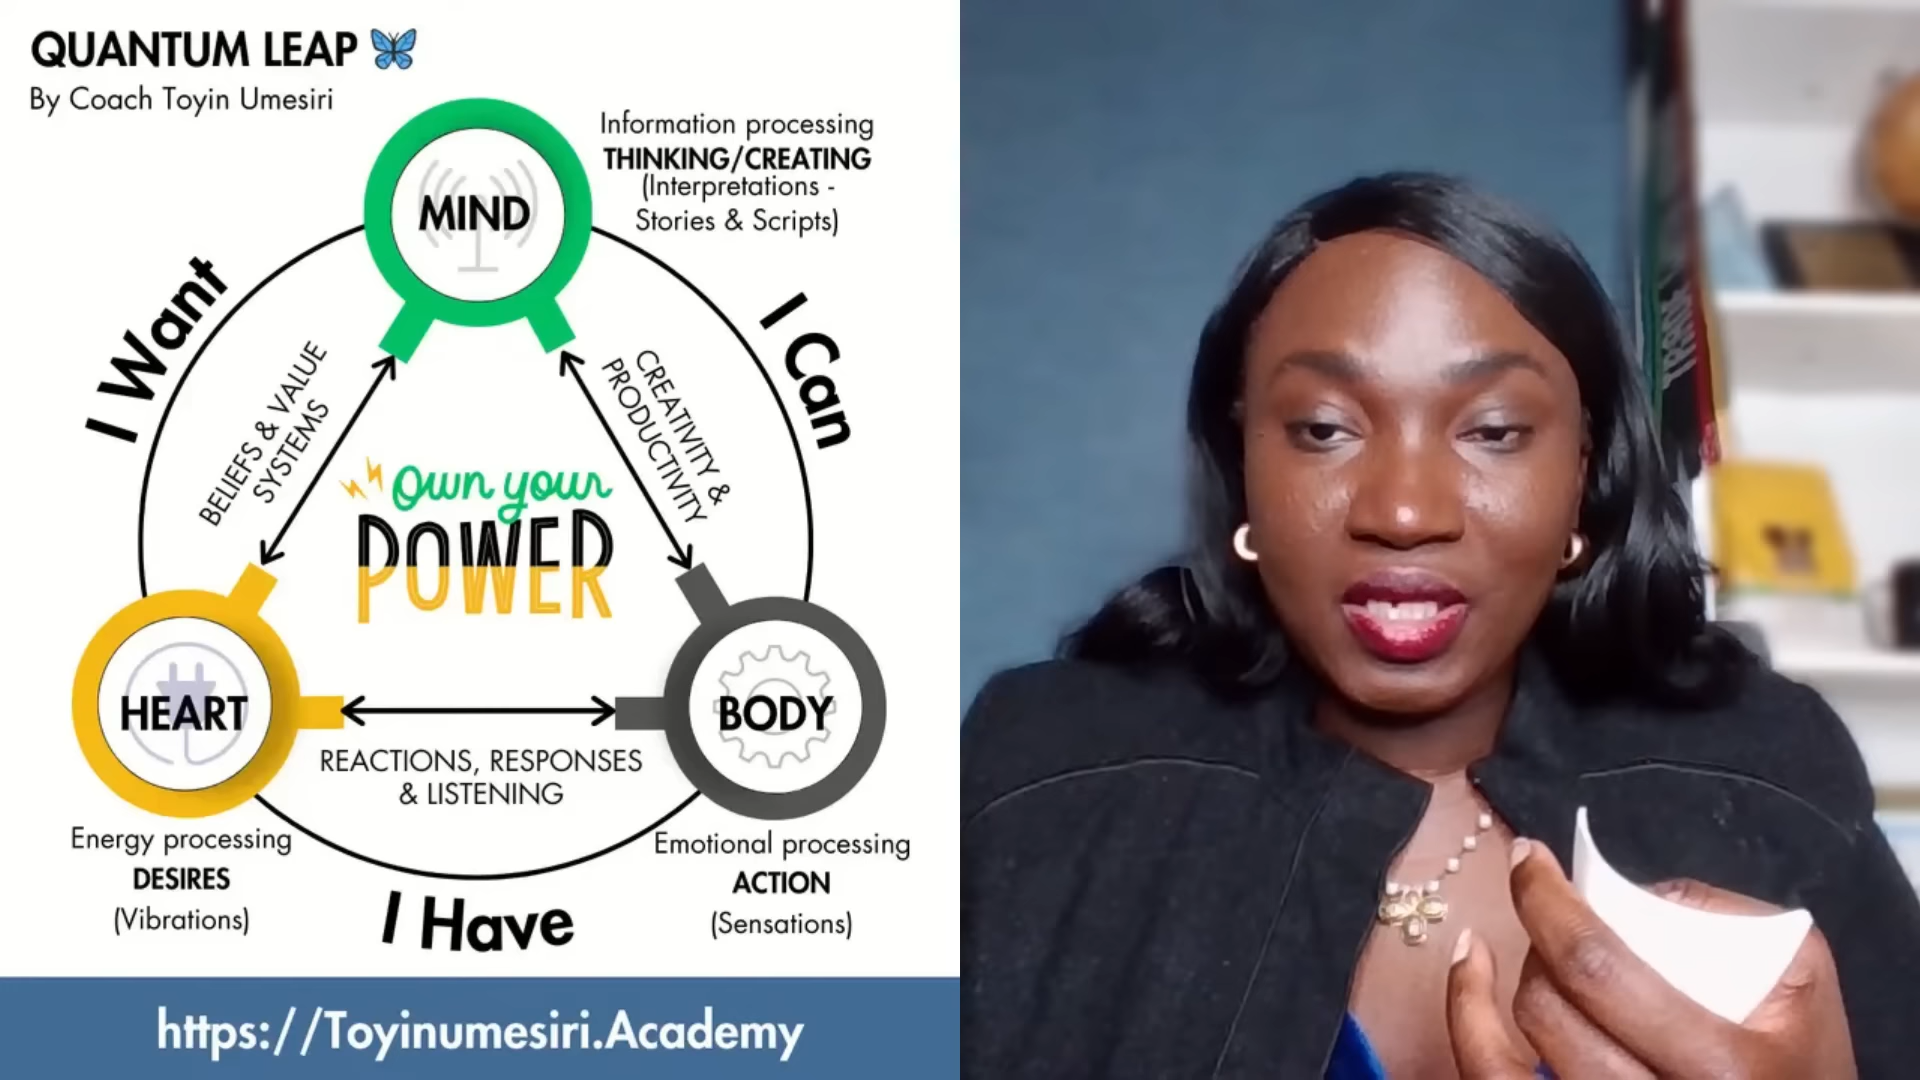 QUANTUM LEAP
By Coach Toyin Umesiri
Information processing
THINKING/CREATING
(Interpretations -
Stories & Scripts)
MIND
I Want
I Can
BELIEFS & VALUE
SYSTEMS
CREATIVITY &
PRODUCTIVITY
Own your
POWER
HEART
BODY
REACTIONS, RESPONSES
& LISTENING
Energy processing
DESIRES
(Vibrations)
Emotional processing
ACTION
(Sensations)
I Have
https://Toyinumesiri.Academy